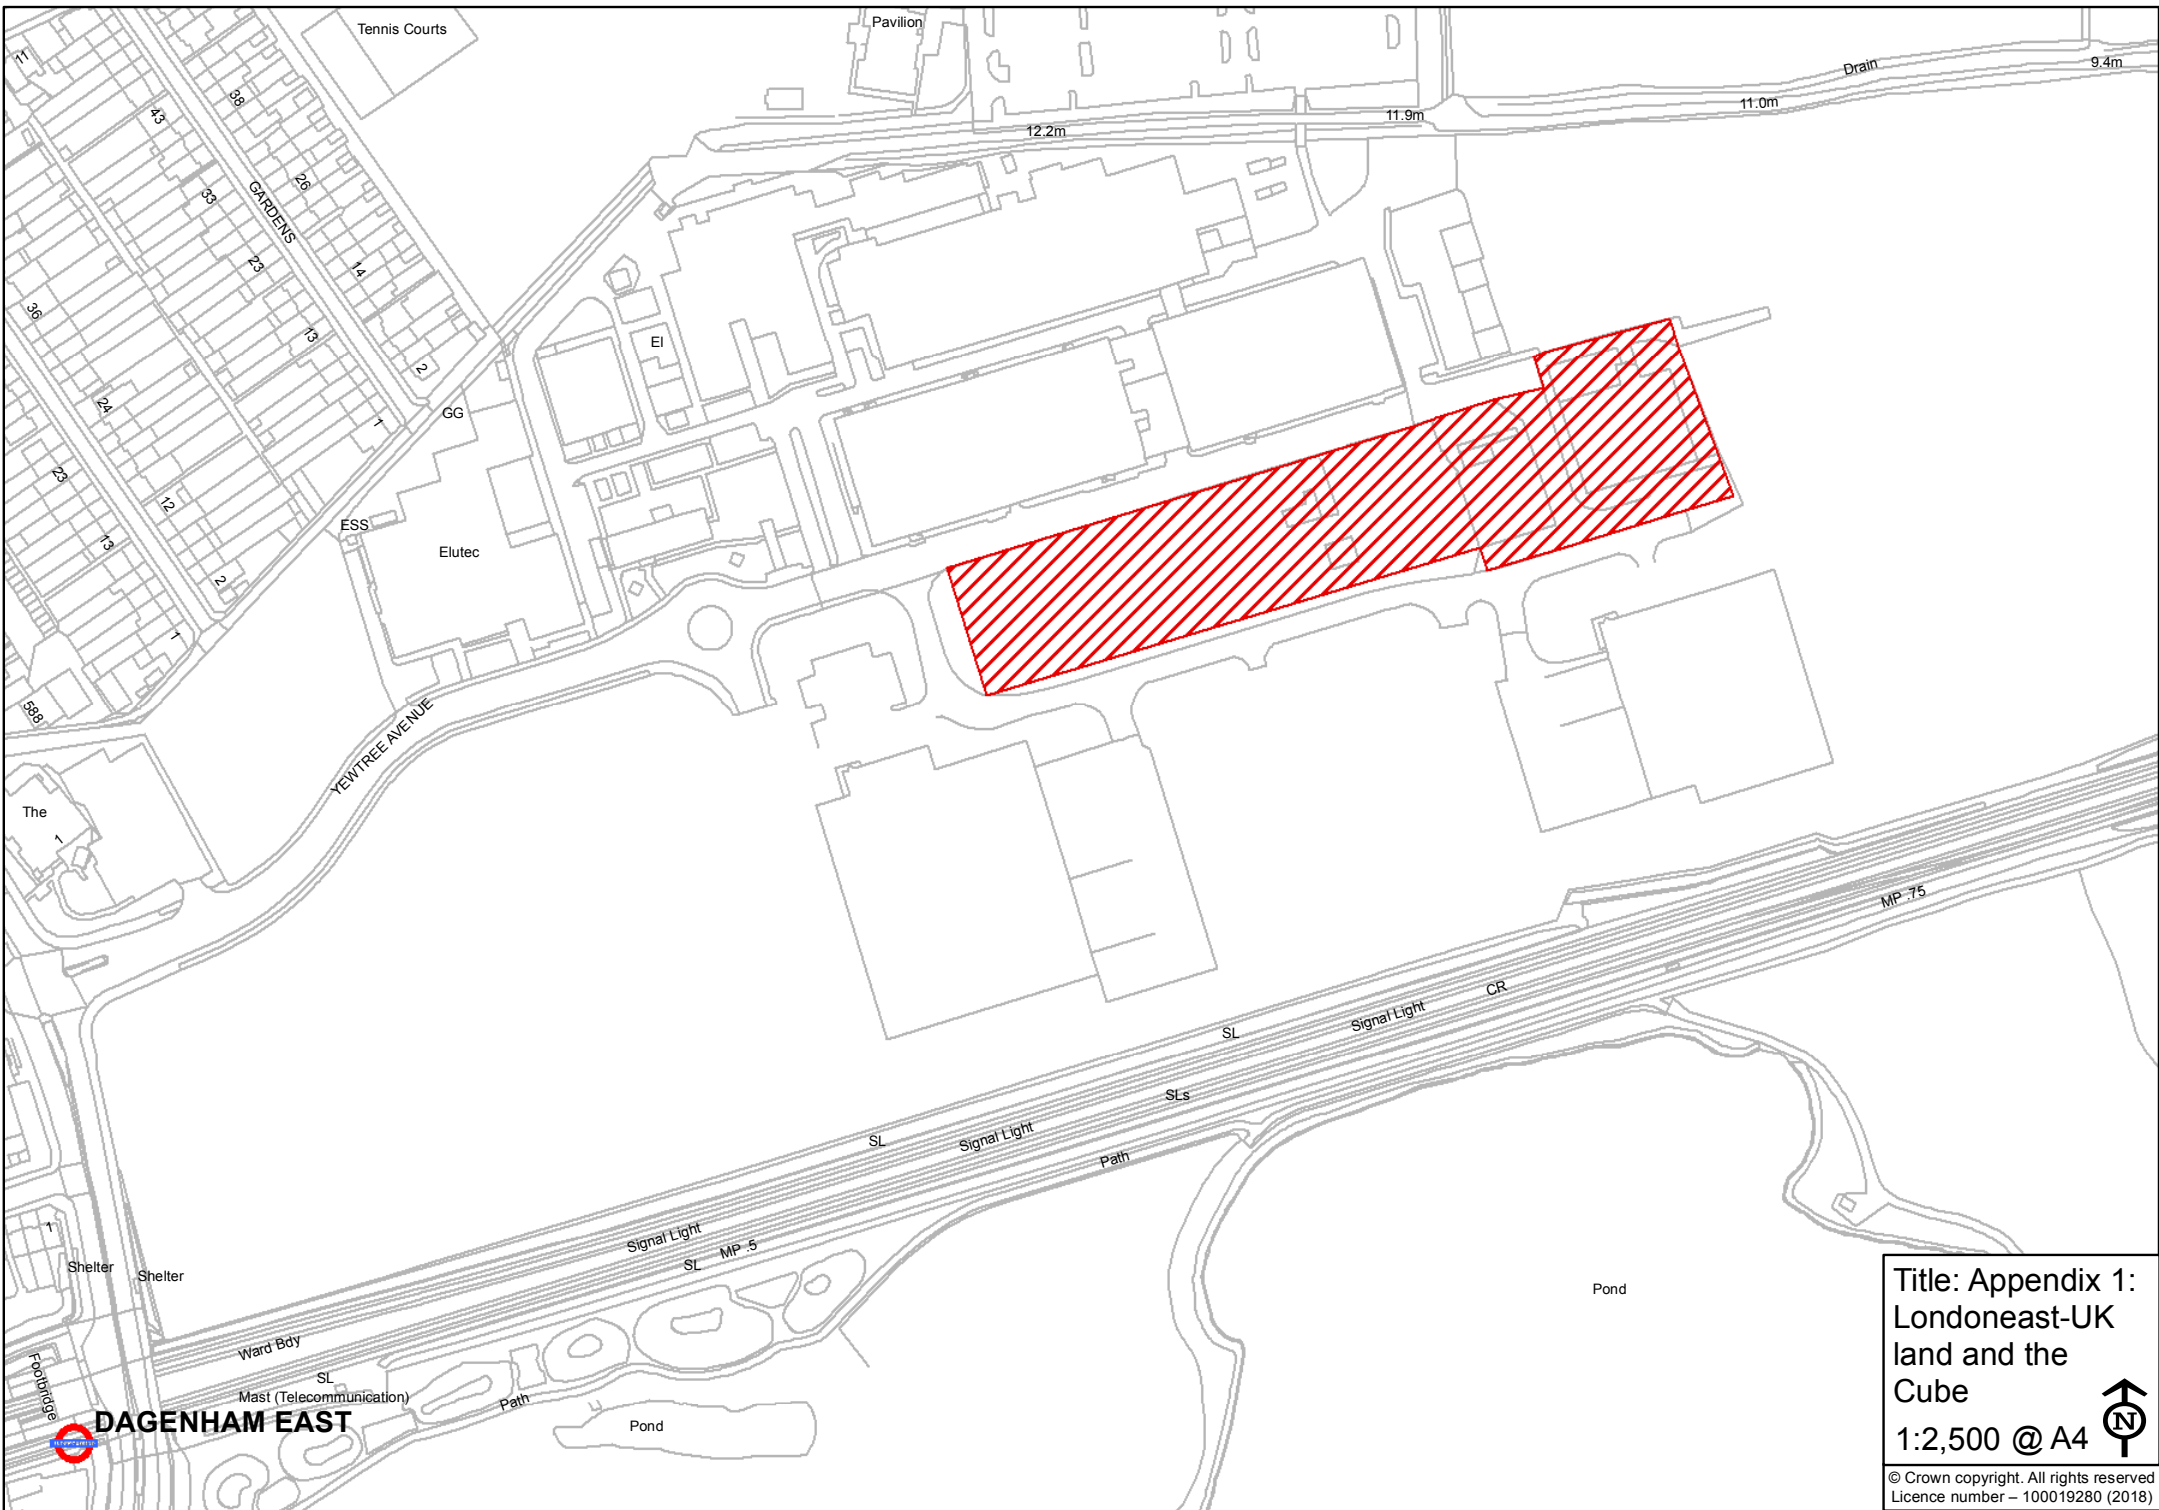 Tennis Courts
Pavilion
Drain
9.4m
11.0m
11.9m
12.2m
11
43
38
33
26
GARDENS
23
14
13
2
1
36
24
23
12
13
2
1
588
GG
El
ESS
Elutec
YEWTREE AVENUE
The
1
MP .75
CR
Signal Light
SL
SLs
Signal Light
SL
Path
Signal Light
MP .5
SL
1
Shelter
Shelter
Pond
Ward Bdy
SL
Mast (Telecommunication)
Footbridge
Path
Pond
DAGENHAM EAST
Title: Appendix 1:
Londoneast-UK
land and the
Cube
1:2,500 @ A4
N
© Crown copyright. All rights reserved
Licence number – 100019280 (2018)